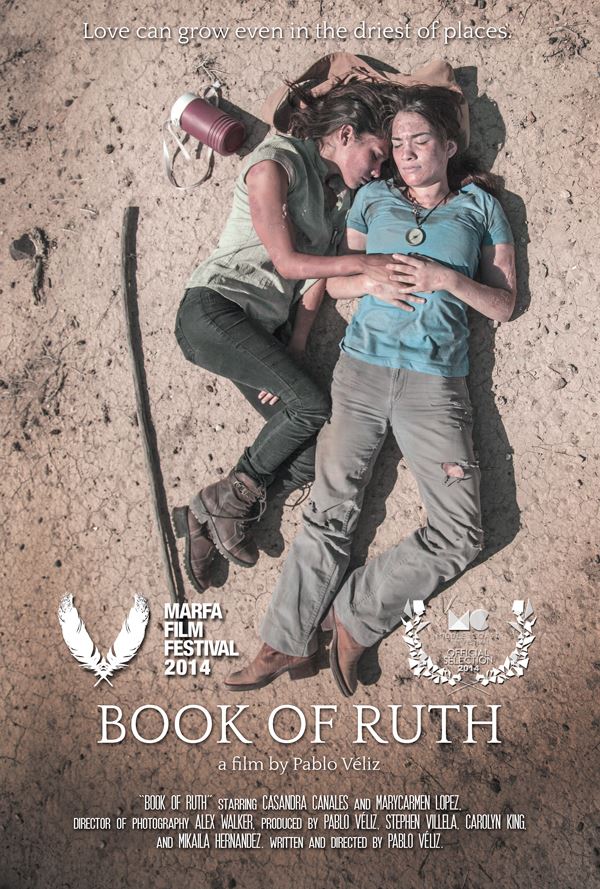 Love can grow even in the driest of places.
MARFA
FILM
FESTIVAL
2014
MC
OFFICIAL
SELECTION
2014
BOOK OF RUTH
a film by Pablo Véliz
"BOOK OF RUTH" STARRING CASANDRA CANALES AND MARYCARMEN LOPEZ.
DIRECTOR OF PHOTOGRAPHY ALEX WALKER, PRODUCED BY PABLO VÉLIZ, STEPHEN VILLELA, CAROLYN KING,
AND MIKAILA HERNANDEZ. WRITTEN AND DIRECTED BY PABLO VÉLIZ.